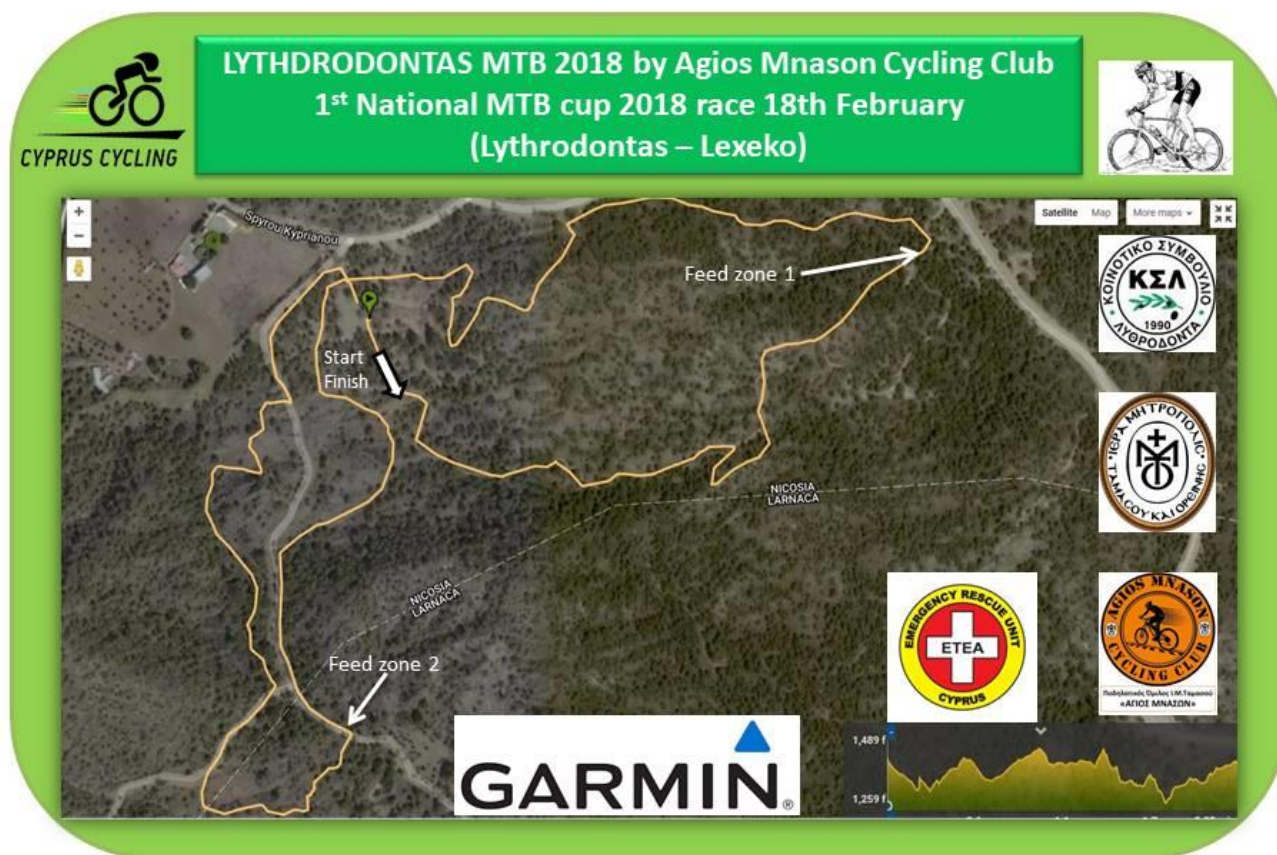 LYTHDRODONTAS MTB 2018 by Agios Mnason Cycling Club
1st National MTB cup 2018 race 18th February
(Lythrodontas – Lexeko)
CYPRUS CYCLING
+
−
Spyrou Kyprianou
Satellite Map More maps
Feed zone 1
ΚΟΙΝΟΤΙΚΟ ΣΥΜΒΟΥΛΙΟ
ΚΣΛ
1990
ΛΥΘΡΟΔΟΝΤΑ
Start
Finish
NICOSIA
LARNACA
ΙΕΡΑ ΜΗΤΡΟΠΟΛΙΣ
ΤΑΜΑΣΟΥ ΚΑΙ ΟΡΕΙΝΗΣ
NICOSIA
LARNACA
Feed zone 2
EMERGENCY RESCUE UNIT
ETEA
CYPRUS
AGIOS MNASON
CYCLING CLUB
Ποδηλατικός Όμιλος Ι.Μ.Ταμασού
«ΑΓΙΟΣ ΜΝΑΣΩΝ»
GARMIN®
1,489 f
1,259 f